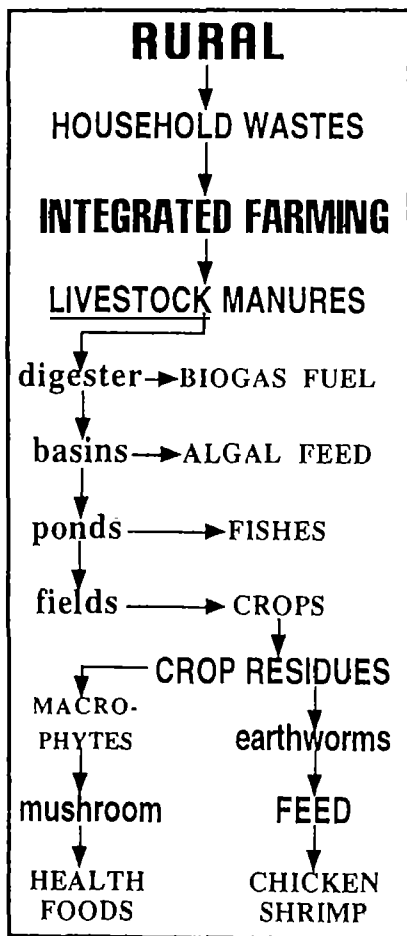 RURAL
HOUSEHOLD WASTES
INTEGRATED FARMING
LIVESTOCK MANURES
digester BIOGAS FUEL
basins ALGAL FEED
ponds FISHES
fields CROPS
CROP RESIDUES
MACRO-
PHYTES
earthworms
mushroom FEED
HEALTH
FOODS
CHICKEN
SHRIMP